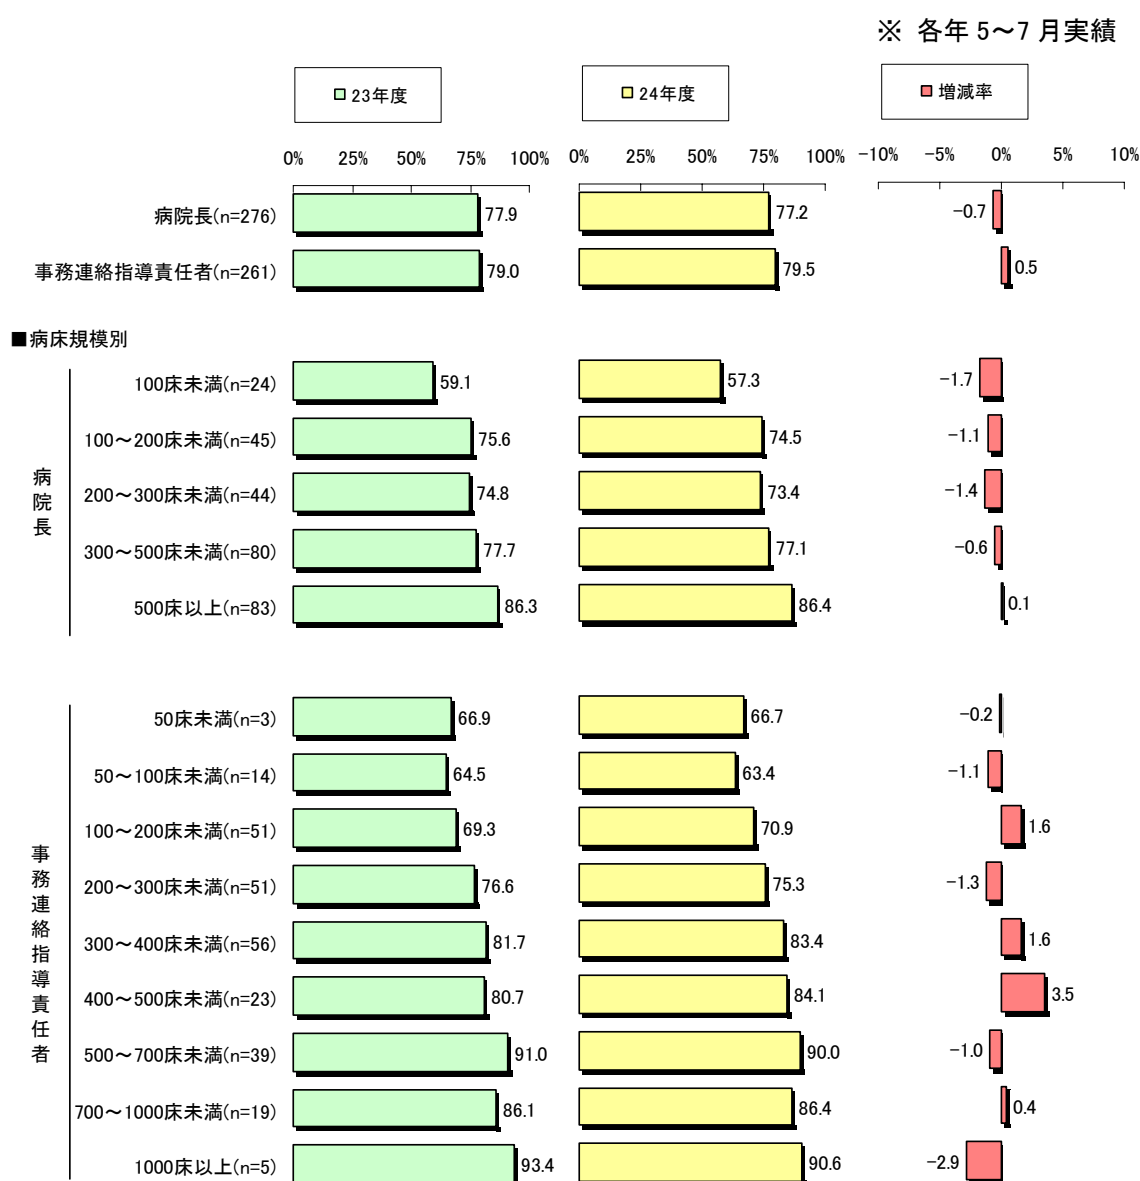 ※ 各年 5～7 月実績
23年度 24年度 増減率
0% 25% 50% 75% 100% 0% 25% 50% 75% 100% −10% −5% 0% 5% 10%
病院長(n=276) 77.9 77.2 −0.7
事務連絡指導責任者(n=261) 79.0 79.5 0.5
■病床規模別
病院長
100床未満(n=24) 59.1 57.3 −1.7
100～200床未満(n=45) 75.6 74.5 −1.1
200～300床未満(n=44) 74.8 73.4 −1.4
300～500床未満(n=80) 77.7 77.1 −0.6
500床以上(n=83) 86.3 86.4 0.1
事務連絡指導責任者
50床未満(n=3) 66.9 66.7 −0.2
50～100床未満(n=14) 64.5 63.4 −1.1
100～200床未満(n=51) 69.3 70.9 1.6
200～300床未満(n=51) 76.6 75.3 −1.3
300～400床未満(n=56) 81.7 83.4 1.6
400～500床未満(n=23) 80.7 84.1 3.5
500～700床未満(n=39) 91.0 90.0 −1.0
700～1000床未満(n=19) 86.1 86.4 0.4
1000床以上(n=5) 93.4 90.6 −2.9